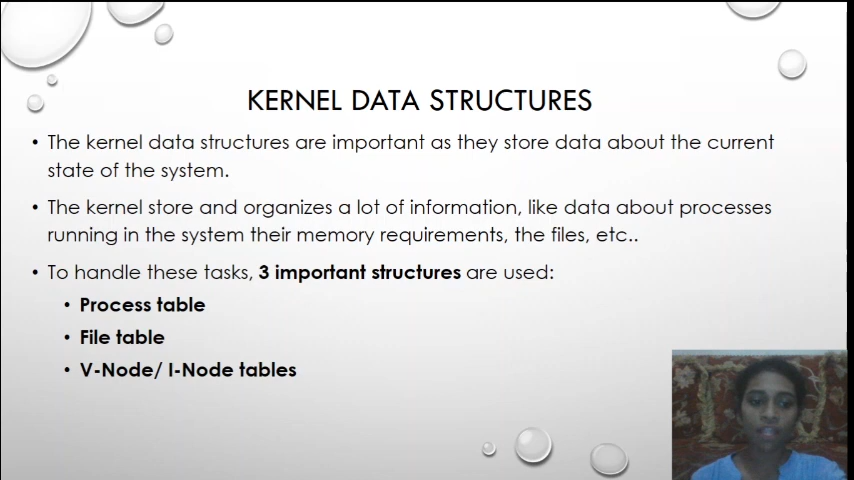 KERNEL DATA STRUCTURES
• The kernel data structures are important as they store data about the current
state of the system.
• The kernel store and organizes a lot of information, like data about processes
running in the system their memory requirements, the files, etc..
• To handle these tasks, 3 important structures are used:
• Process table
• File table
• V-Node/ I-Node tables